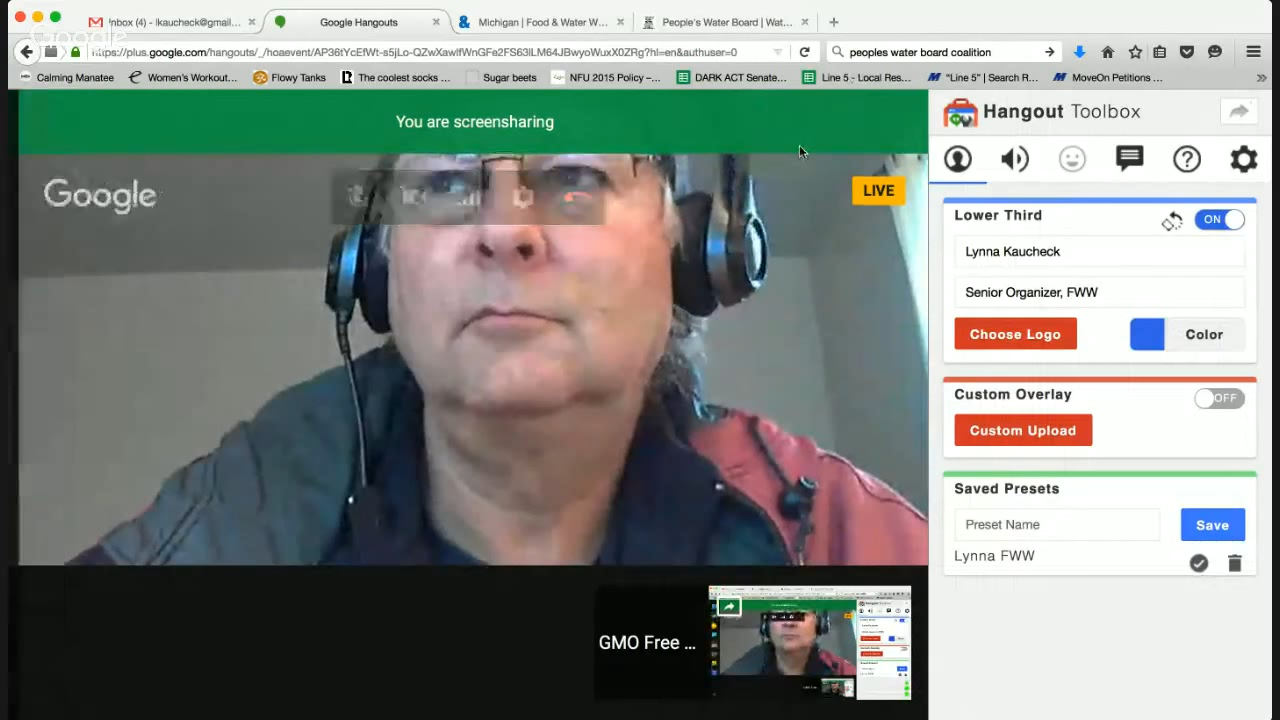 Inbox (4) - lkaucheck@gmail,...
Google Hangouts
Michigan | Food & Water W...
People's Water Board | Wat...
https://plus.google.com/hangouts/_/hoaevent/
?hl=en&authuser=0
peoples water board coalition
Calming Manatee
Women's Workout...
Flowy Tanks
The coolest socks ...
Sugar beets
NFU 2015 Policy –...
DARK ACT Senate...
Line 5 - Local Res...
"Line 5" | Search R...
MoveOn Petitions ...
You are screensharing
Google
LIVE
GMO Free ...
Hangout Toolbox
Lower Third
ON
Lynna Kaucheck
Senior Organizer, FWW
Choose Logo
Color
Custom Overlay
OFF
Custom Upload
Saved Presets
Preset Name
Save
Lynna FWW